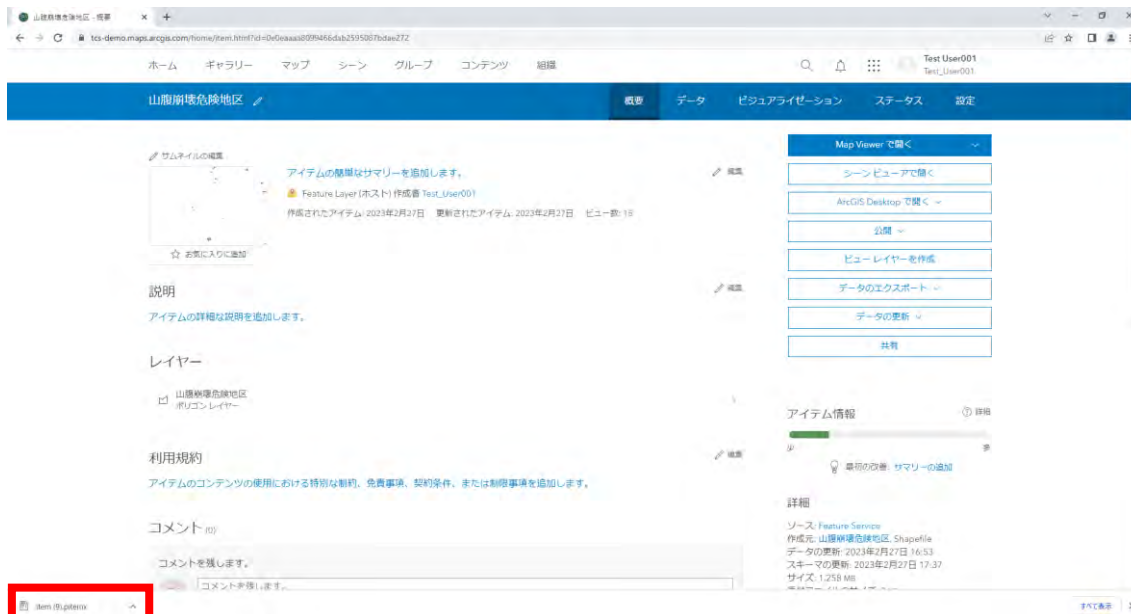 山腹崩壊危険地区 - 概要
tcs-demo.maps.arcgis.com/home/item.html?id=
ホーム ギャラリー マップ シーン グループ コンテンツ 組織
Test User001
Test_User001
山腹崩壊危険地区
概要 データ ビジュアライゼーション ステータス 設定
サムネイルの編集
お気に入りに追加
アイテムの簡単なサマリーを追加します。
編集
Feature Layer (ホスト) 作成者 Test_User001
作成されたアイテム: 2023年2月27日 更新されたアイテム: 2023年2月27日 ビュー数: 18
説明
編集
アイテムの詳細な説明を追加します。
レイヤー
山腹崩壊危険地区
ポリゴン レイヤー
利用規約
編集
アイテムのコンテンツの使用における特別な制約、免責事項、契約条件、または制限事項を追加します。
コメント (0)
コメントを残します。
コメントを残します。
Map Viewer で開く
シーン ビューアで開く
ArcGIS Desktop で開く
公開
ビュー レイヤーを作成
データのエクスポート
データの更新
共有
アイテム情報
詳細
少 多
最初の改善: サマリーの追加
詳細
ソース: Feature Service
作成元: 山腹崩壊危険地区. Shapefile
データの更新: 2023年2月27日 16:53
スキーマの更新: 2023年2月27日 17:37
サイズ: 1.258 MB
item (9).pitemx
すべて表示